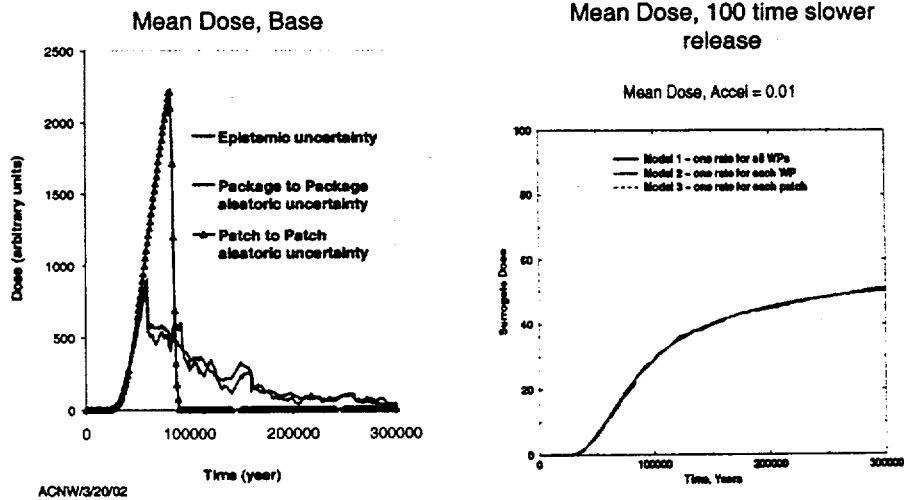 Mean Dose, Base
2500
2000
1500
1000
500
0
0
100000
200000
300000
Dose (arbitrary units)
Time (year)
Epistemic uncertainty
Package to Package
aleatoric uncertainty
Patch to Patch
aleatoric uncertainty
ACNW/3/20/02
Mean Dose, 100 time slower
release
Mean Dose, Accel = 0.01
100
80
60
40
20
0
0
100000
200000
300000
Surrogate Dose
Time, Years
Model 1 - one rate for all WPs
Model 2 - one rate for each WP
Model 3 - one rate for each patch